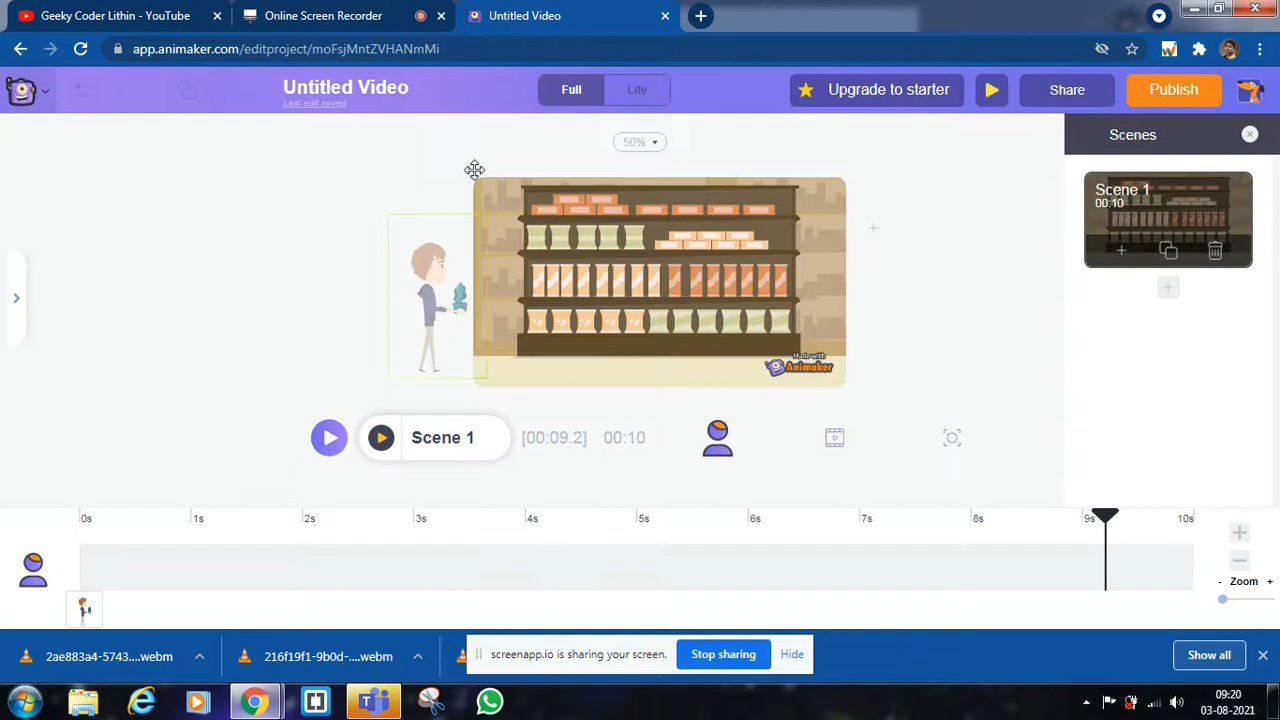 Geeky Coder Lithin - YouTube
Online Screen Recorder
Untitled Video
app.animaker.com/editproject/moFsjMntZVHANmMi
Untitled Video
Last edit saved
Full
Lite
Upgrade to starter
Share
Publish
50%
Scenes
Scene 1
00:10
Made with
Animaker
Scene 1
[00:09.2]
00:10
0s
1s
2s
3s
4s
5s
6s
7s
8s
9s
10s
- Zoom +
2ae883a4-5743....webm
216f19f1-9b0d-....webm
screenapp.io is sharing your screen.
Stop sharing
Hide
Show all
09:20
03-08-2021